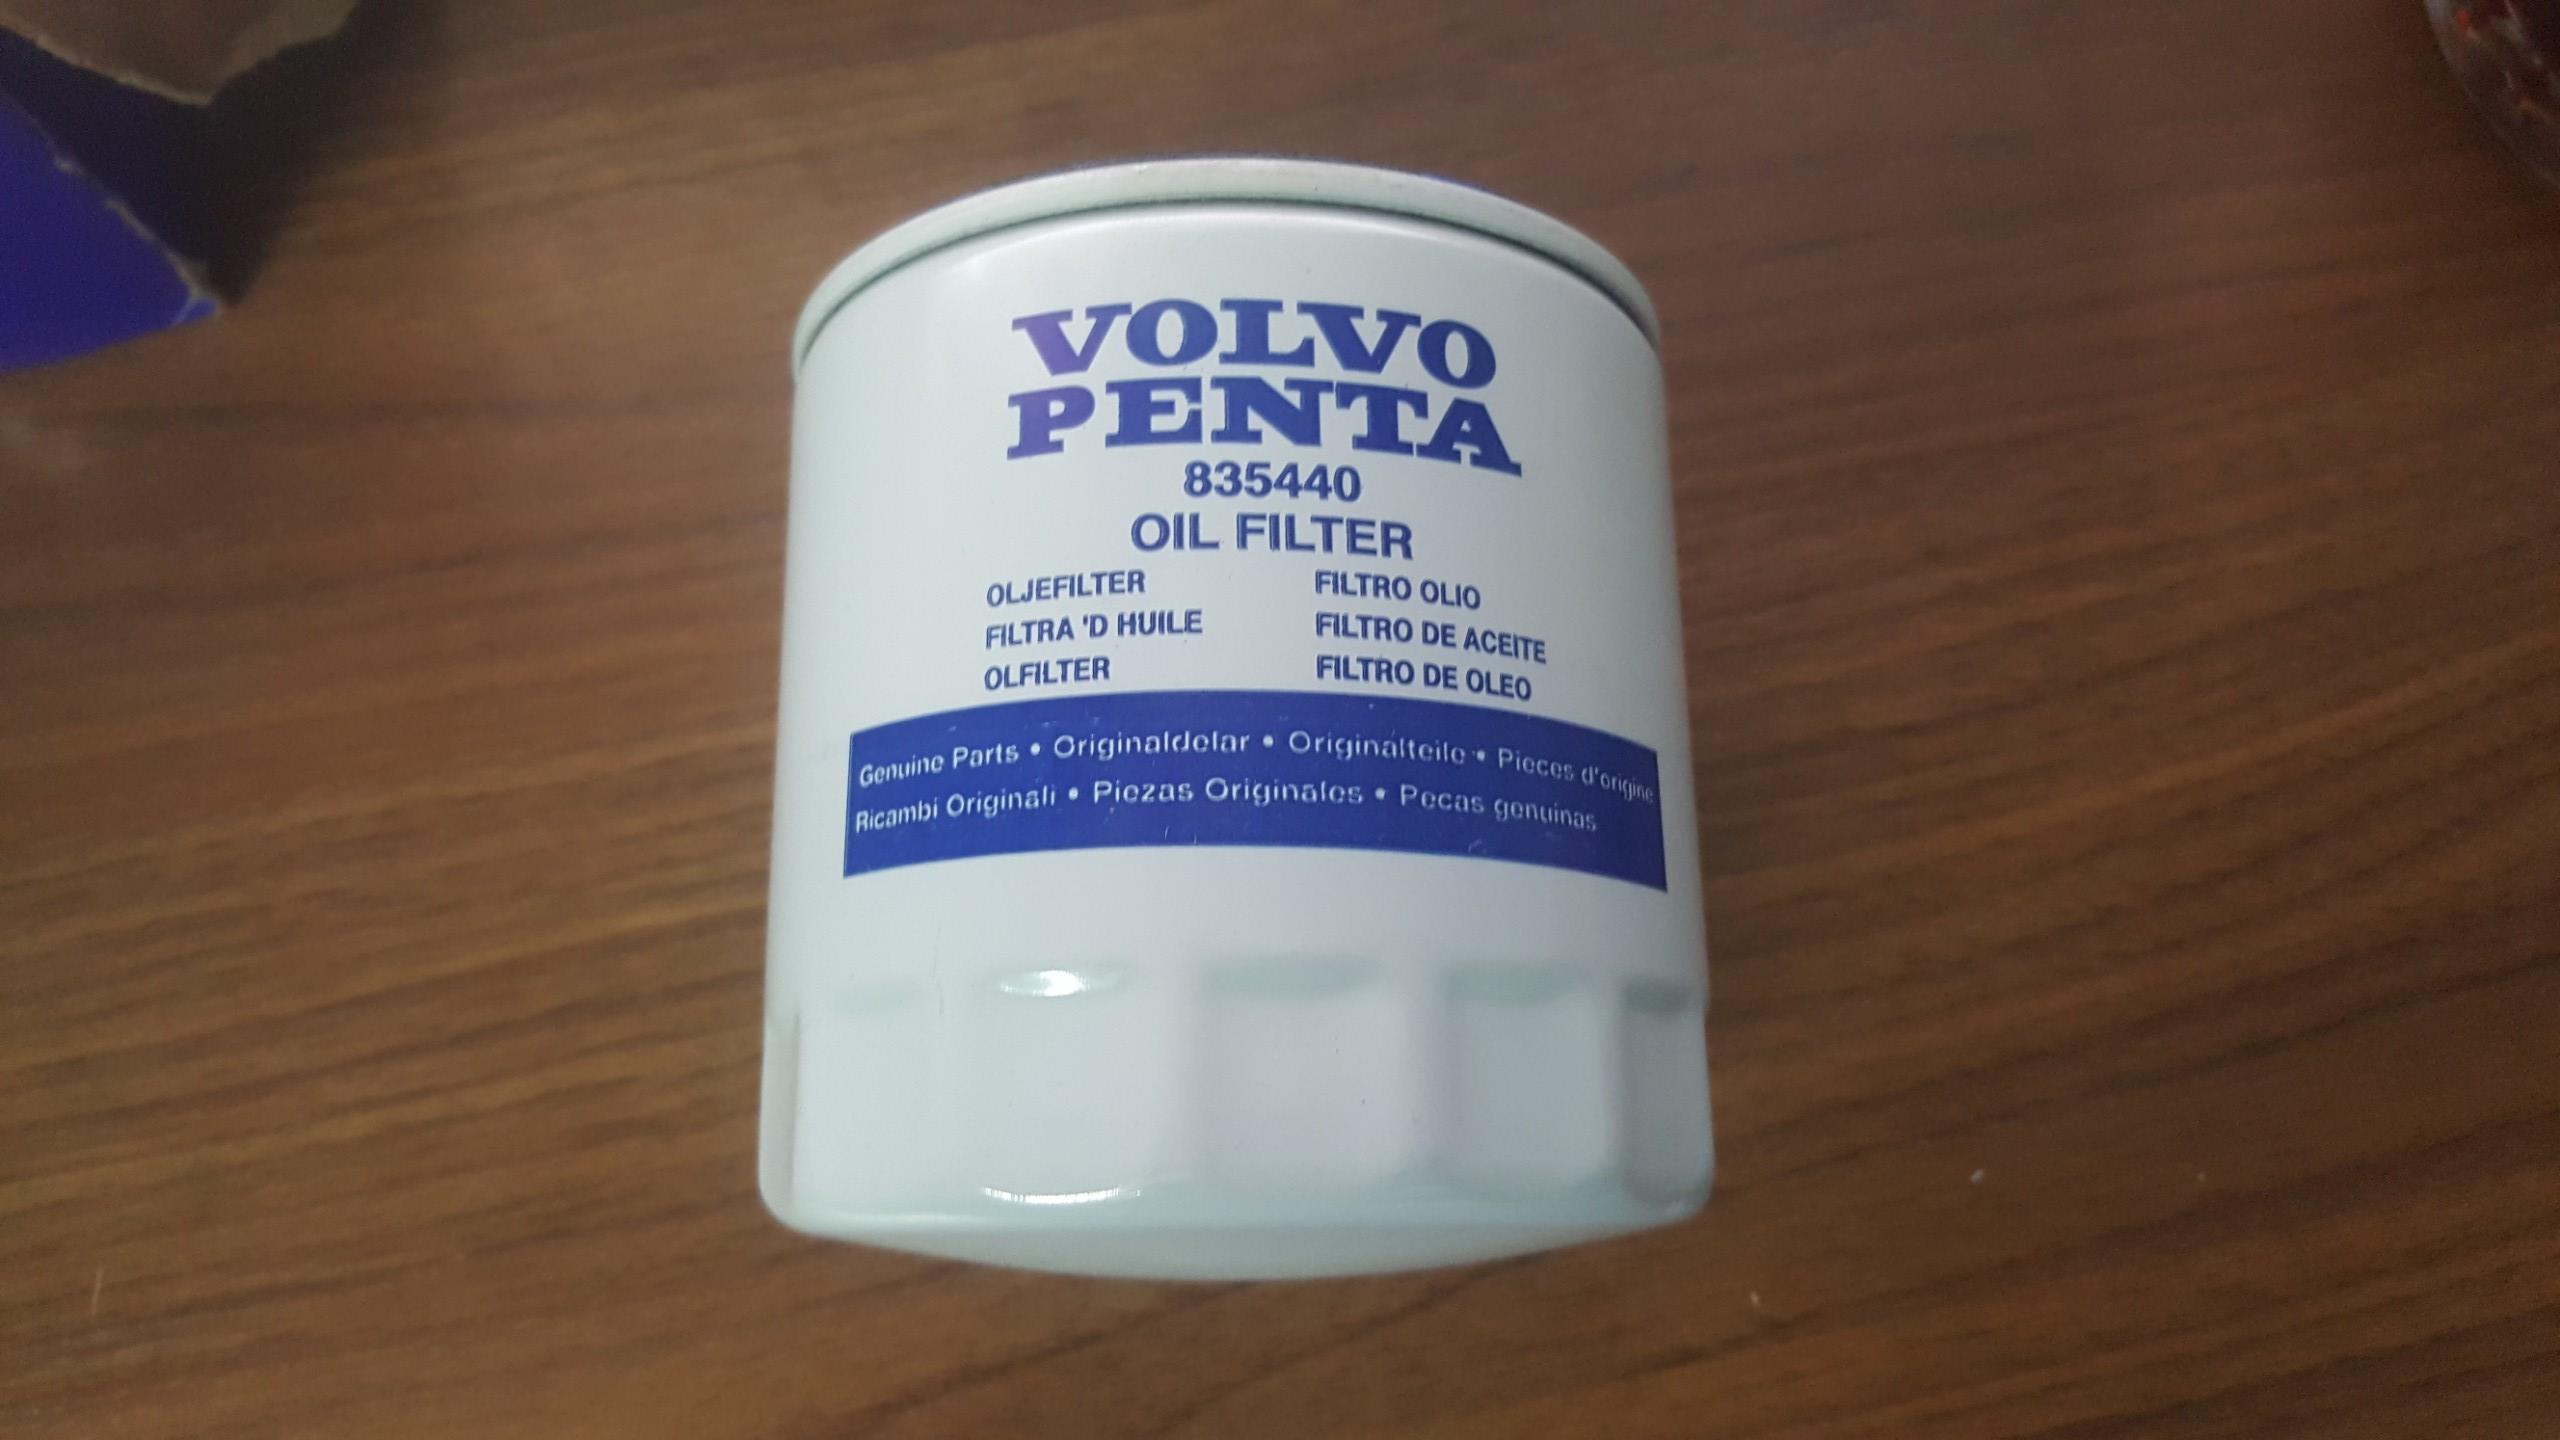 VOLVO
PENTA
835440
OIL FILTER
OLJEFILTER
FILTRA 'D HUILE
OLFILTER
FILTRO OLIO
FILTRO DE ACEITE
FILTRO DE OLEO
Genuine Parts • Originaldelar • Originalteile • Pieces d'origine
Ricambi Originali • Piezas Originales • Pecas genuinas